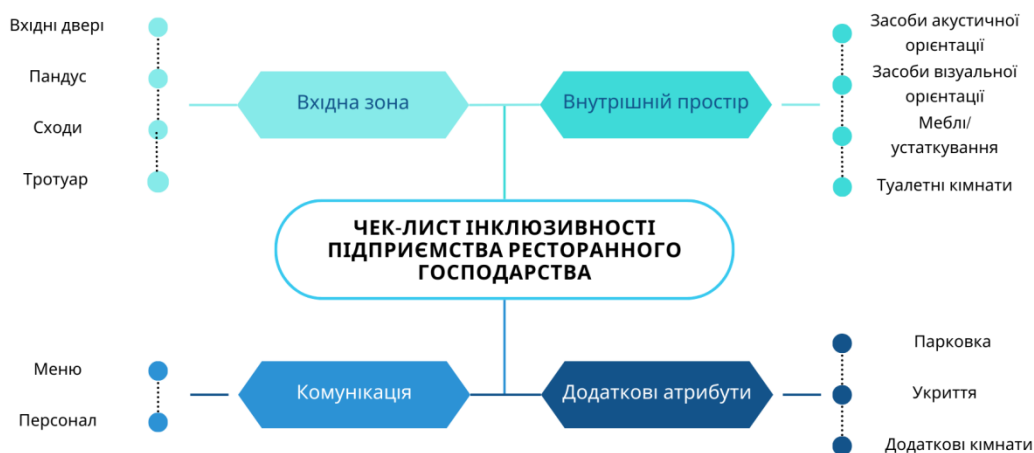 Вхідні двері
Пандус
Сходи
Тротуар
Вхідна зона
Внутрішній простір
Засоби акустичної
орієнтації
Засоби візуальної
орієнтації
Меблі/
устаткування
Туалетні кімнати
ЧЕК-ЛИСТ ІНКЛЮЗИВНОСТІ
ПІДПРИЄМСТВА РЕСТОРАННОГО
ГОСПОДАРСТВА
Меню
Персонал
Комунікація
Додаткові атрибути
Парковка
Укриття
Додаткові кімнати